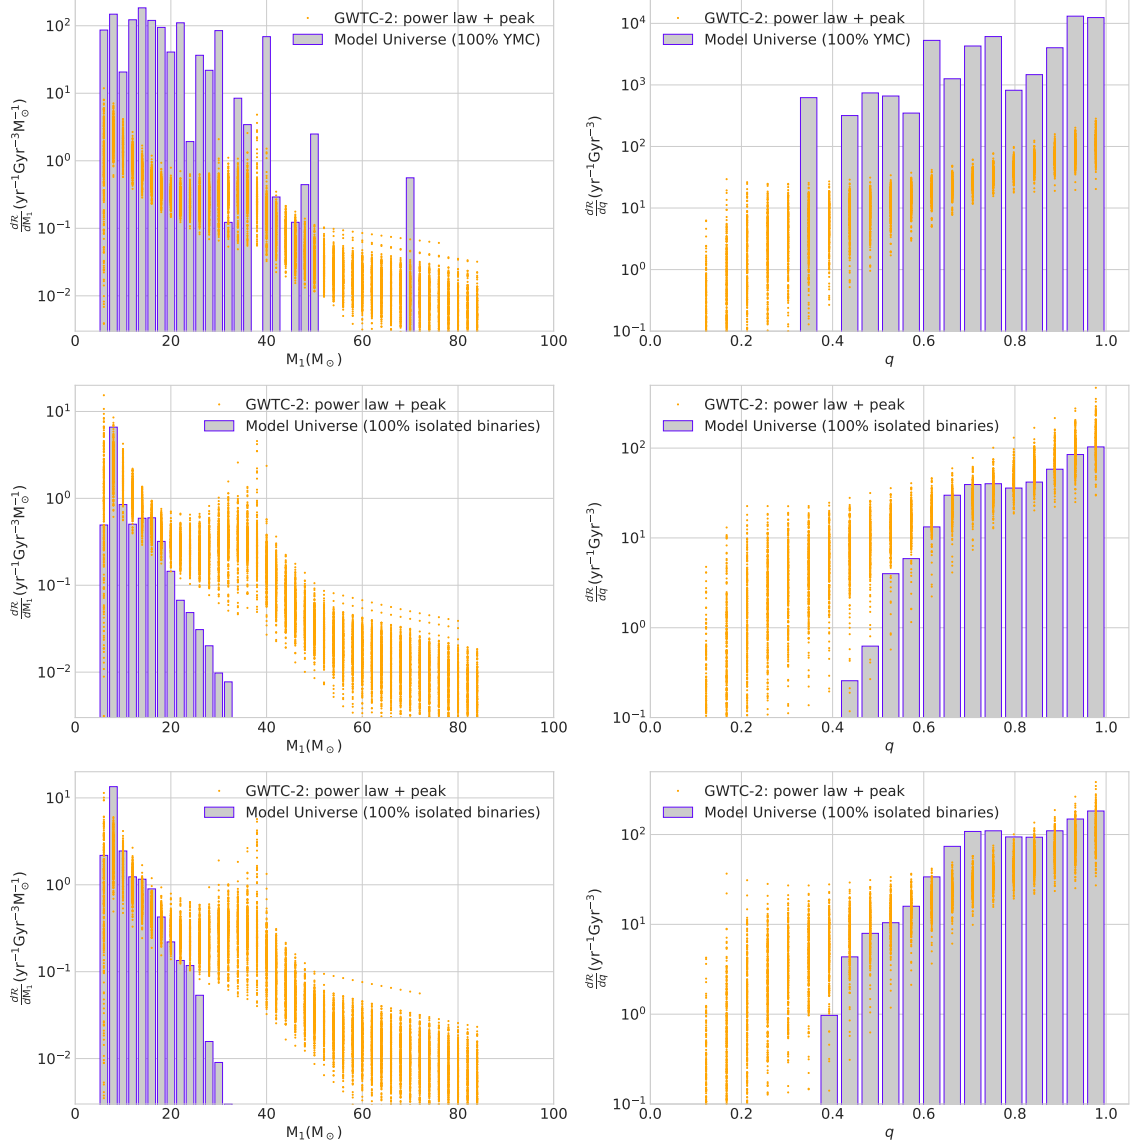 GWTC-2: power law + peak
Model Universe (100% YMC)
10² 10¹ 10⁰ 10⁻¹ 10⁻²
dR/dM₁ (yr⁻¹Gyr⁻³M⊙⁻¹)
0 20 40 60 80 100
M₁(M⊙)
GWTC-2: power law + peak
Model Universe (100% YMC)
10⁴ 10³ 10² 10¹ 10⁰ 10⁻¹
dR/dq (yr⁻¹Gyr⁻³)
0.0 0.2 0.4 0.6 0.8 1.0
q
GWTC-2: power law + peak
Model Universe (100% isolated binaries)
10¹ 10⁰ 10⁻¹ 10⁻²
dR/dM₁ (yr⁻¹Gyr⁻³M⊙⁻¹)
0 20 40 60 80 100
M₁(M⊙)
GWTC-2: power law + peak
Model Universe (100% isolated binaries)
10² 10¹ 10⁰ 10⁻¹
dR/dq (yr⁻¹Gyr⁻³)
0.0 0.2 0.4 0.6 0.8 1.0
q
GWTC-2: power law + peak
Model Universe (100% isolated binaries)
10¹ 10⁰ 10⁻¹ 10⁻²
dR/dM₁ (yr⁻¹Gyr⁻³M⊙⁻¹)
0 20 40 60 80 100
M₁(M⊙)
GWTC-2: power law + peak
Model Universe (100% isolated binaries)
10² 10¹ 10⁰ 10⁻¹
dR/dq (yr⁻¹Gyr⁻³)
0.0 0.2 0.4 0.6 0.8 1.0
q